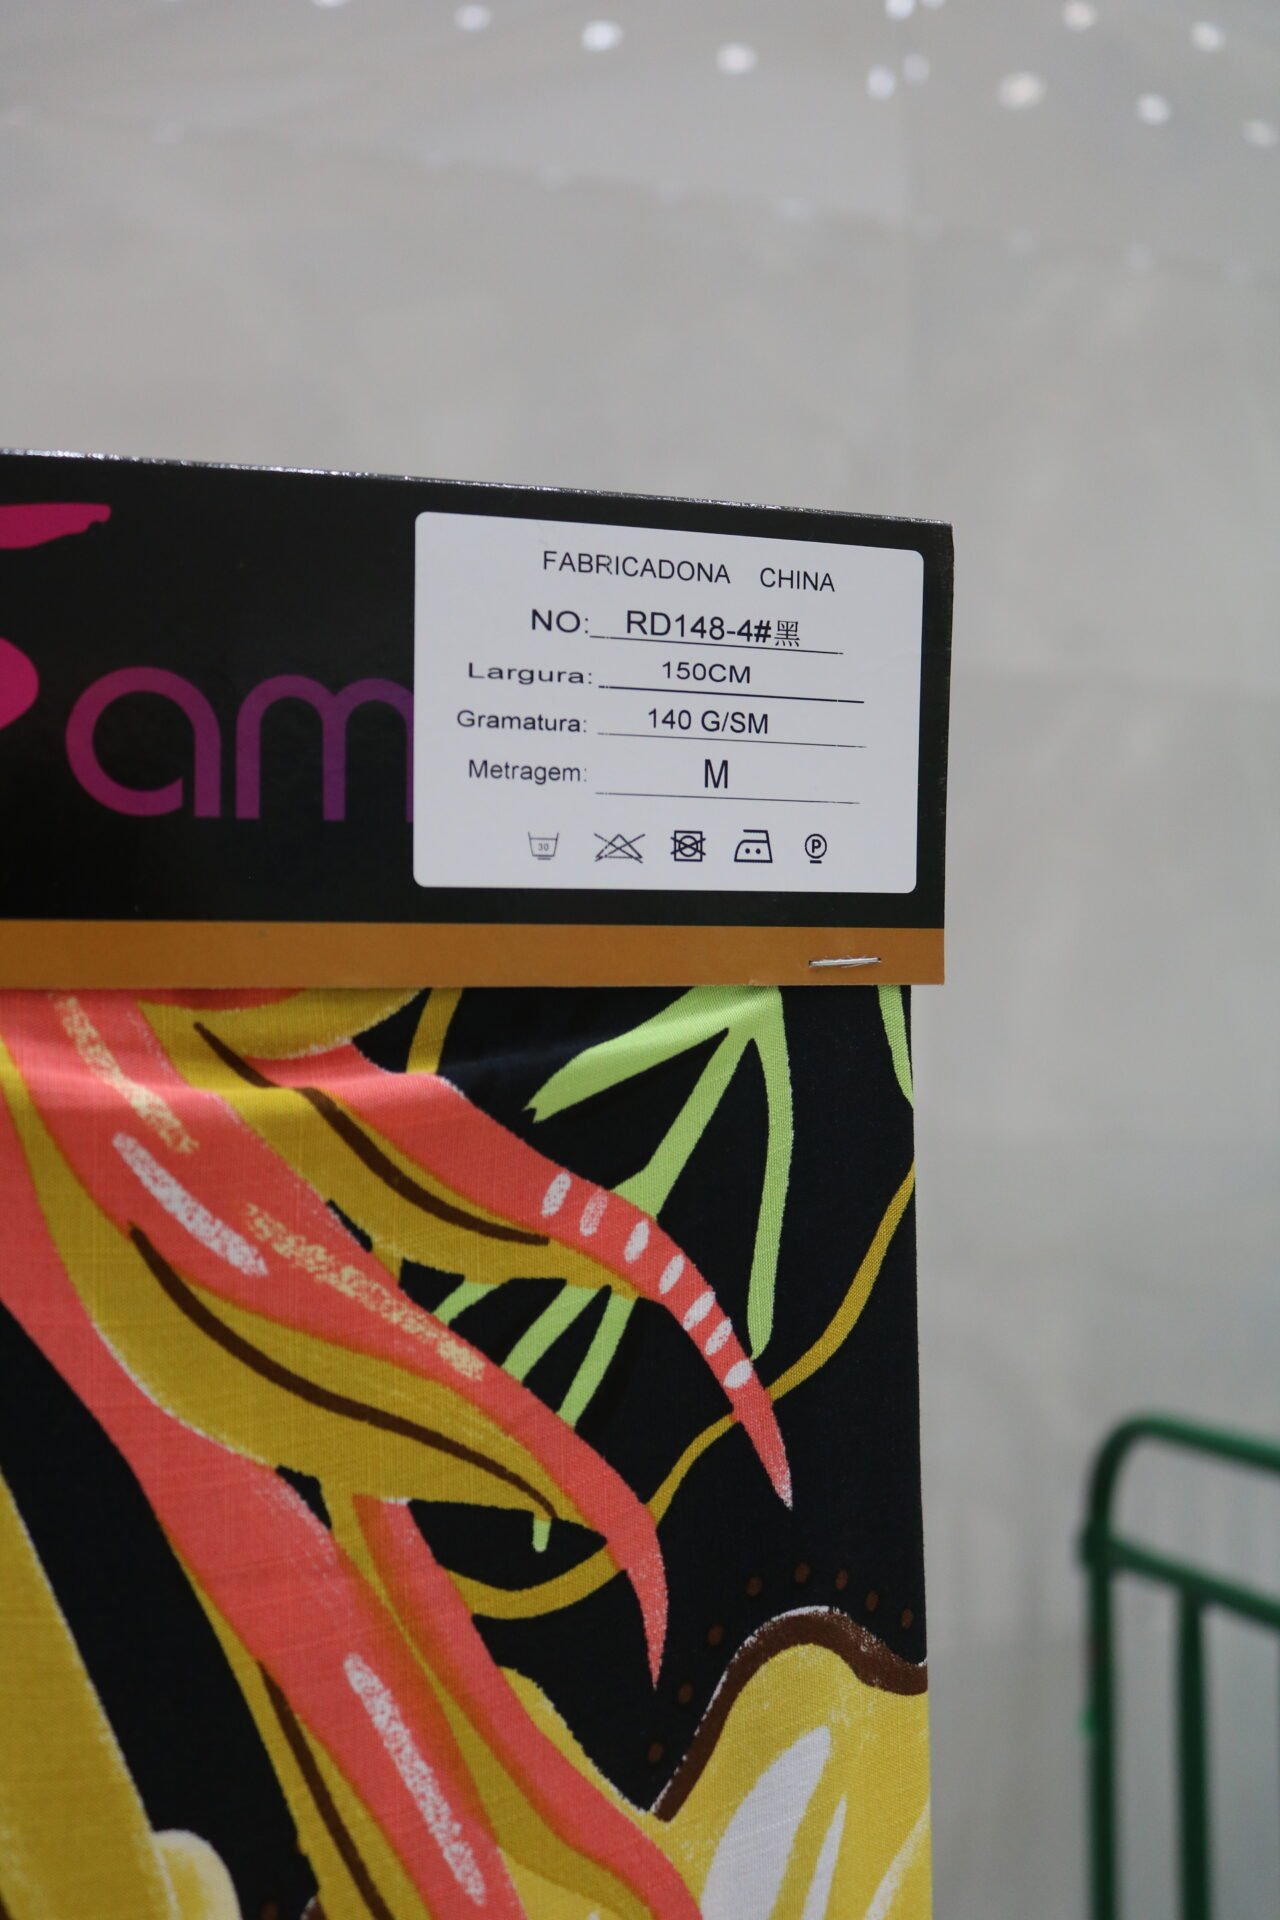 am
FABRICADONA CHINA
NO: RD148-4#黑
Largura: 150CM
Gramatura: 140 G/SM
Metragem: M
30 P